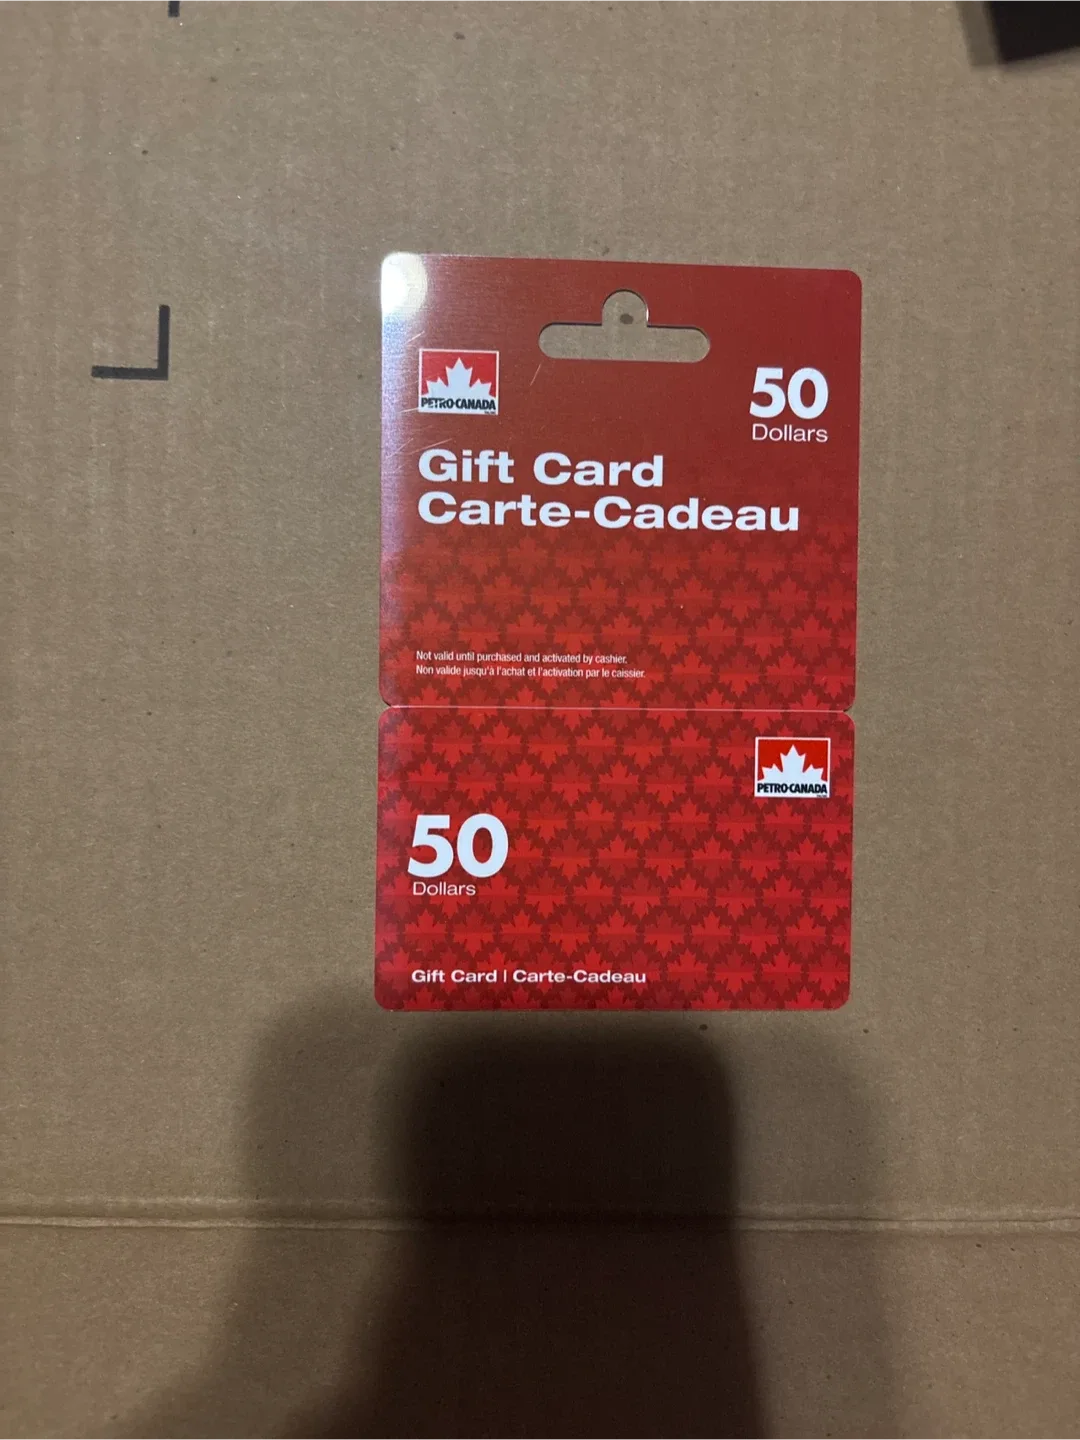 PETRO-CANADA
50
Dollars
Gift Card
Carte-Cadeau
Not valid until purchased and activated by cashier.
Non valide jusqu'à l'achat et l'activation par le caissier.
PETRO-CANADA
50
Dollars
Gift Card | Carte-Cadeau